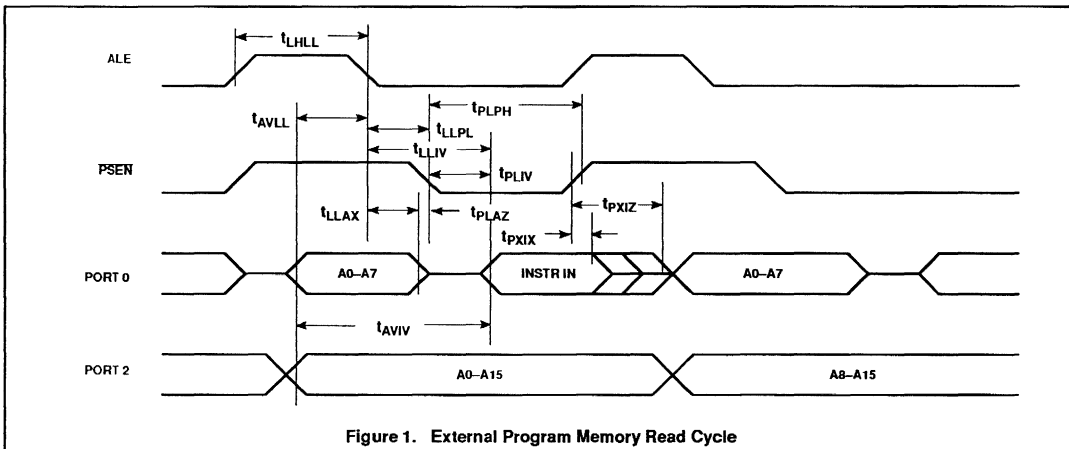 tLHLL
ALE
tPLPH
tAVLL
tLLPL
tLLIV
PSEN
tPLIV
tLLAX
tPLAZ
tPXIZ
tPXIX
PORT 0
A0–A7
INSTR IN
A0–A7
tAVIV
PORT 2
A0–A15
A8–A15
Figure 1. External Program Memory Read Cycle